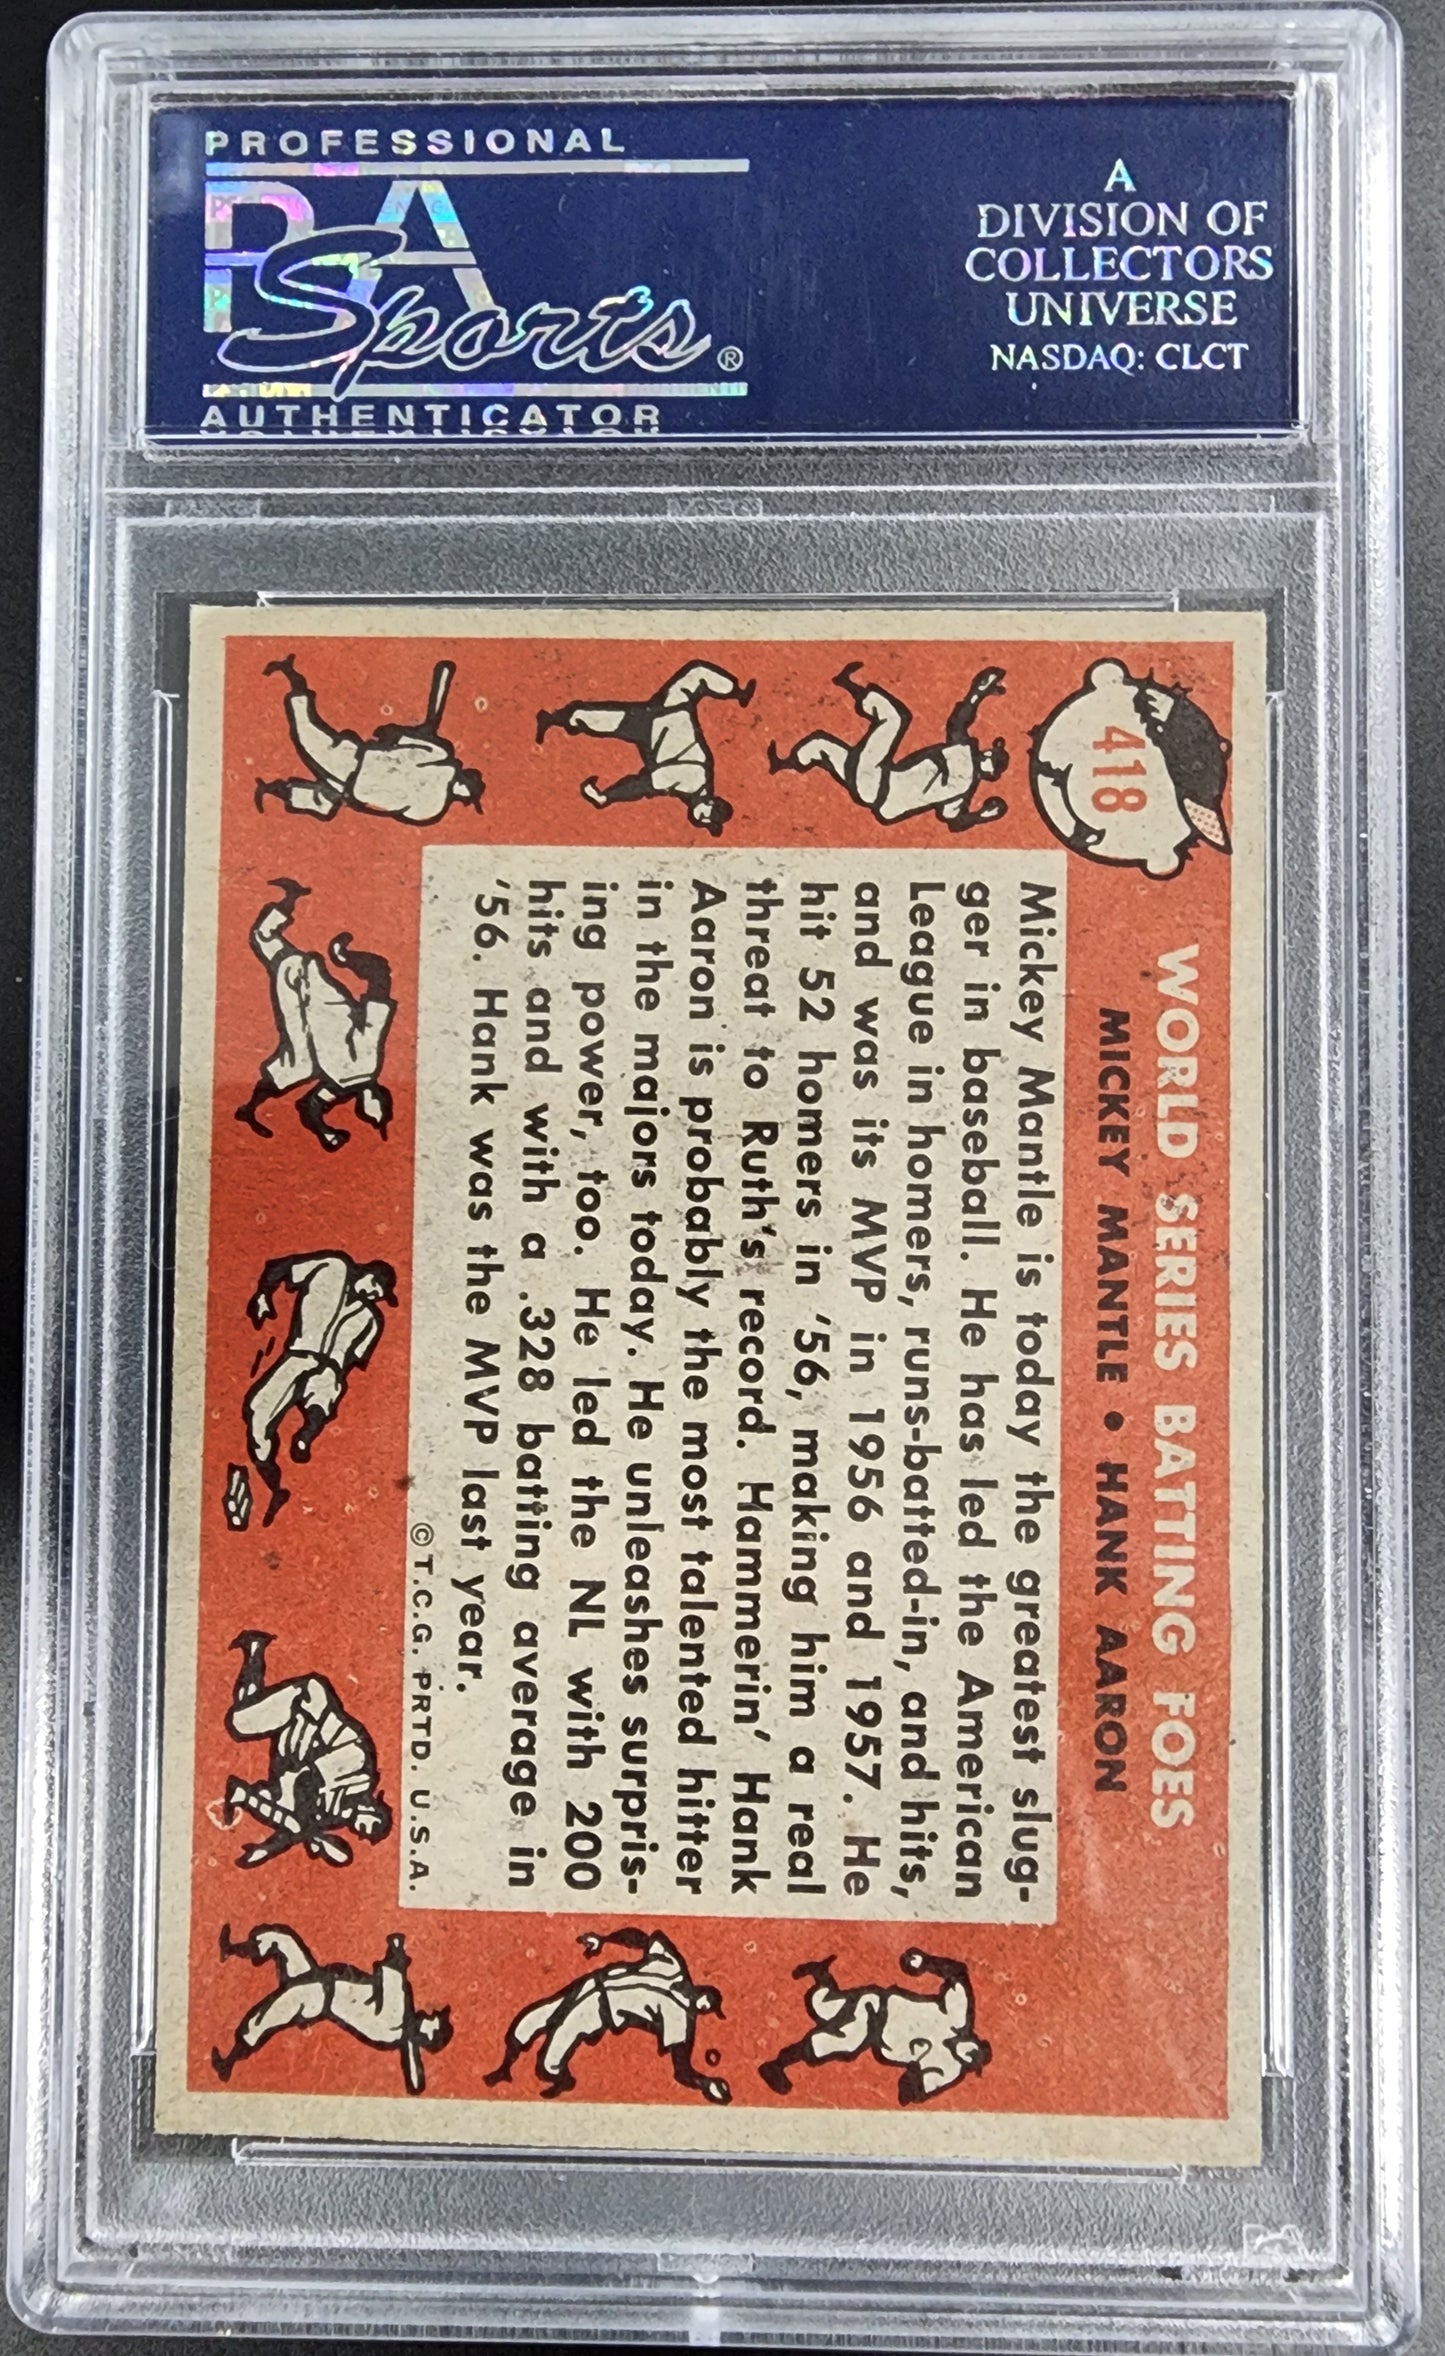 PROFESSIONAL
PSA
Sports®
AUTHENTICATOR
A
DIVISION OF
COLLECTORS
UNIVERSE
NASDAQ: CLCT
418
WORLD SERIES BATTING FOES
MICKEY MANTLE • HANK AARON
Mickey Mantle is today the greatest slug-
ger in baseball. He has led the American
League in homers, runs-batted-in, and hits,
and was its MVP in 1956 and 1957. He
hit 52 homers in '56, making him a real
threat to Ruth's record. Hammerin' Hank
Aaron is probably the most talented hitter
in the majors today. He unleashes surpris-
ing power, too. He led the NL with 200
hits and with a .328 batting average in
'56. Hank was the MVP last year.
©T.C.G. PRTD. U.S.A.